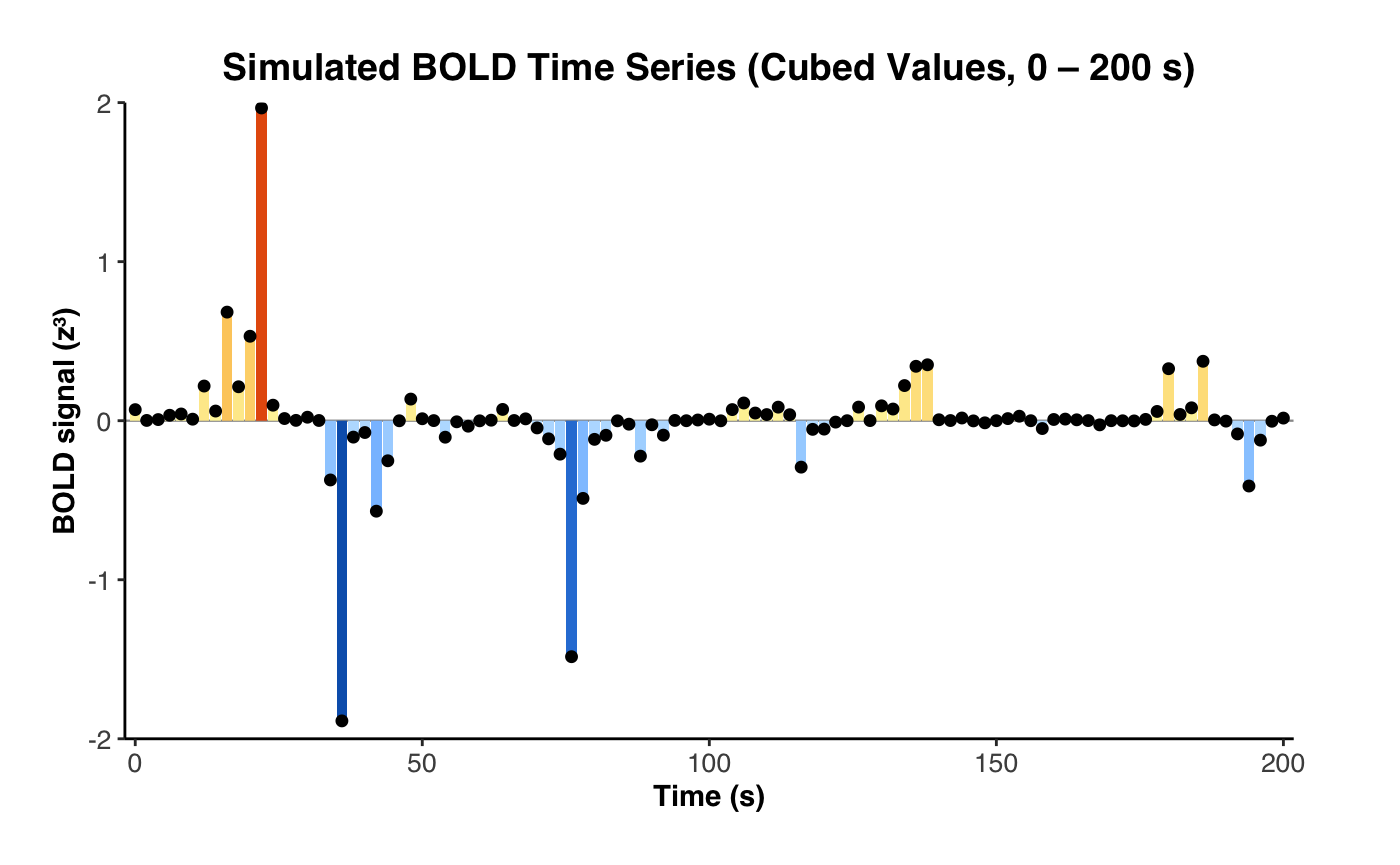 Simulated BOLD Time Series (Cubed Values, 0 – 200 s)
BOLD signal (z³)
2
1
0
-1
-2
0 50 100 150 200
Time (s)